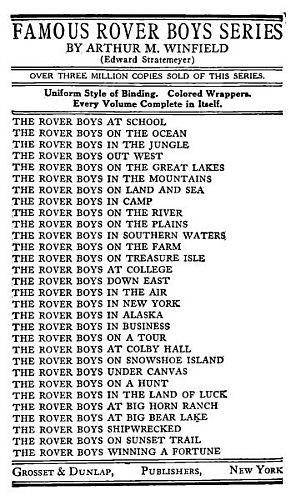 FAMOUS ROVER BOYS SERIES
BY ARTHUR M. WINFIELD
(Edward Stratemeyer)
OVER THREE MILLION COPIES SOLD OF THIS SERIES.
Uniform Style of Binding. Colored Wrappers.
Every Volume Complete in Itself.
THE ROVER BOYS AT SCHOOL
THE ROVER BOYS ON THE OCEAN
THE ROVER BOYS IN THE JUNGLE
THE ROVER BOYS OUT WEST
THE ROVER BOYS ON THE GREAT LAKES
THE ROVER BOYS IN THE MOUNTAINS
THE ROVER BOYS ON LAND AND SEA
THE ROVER BOYS IN CAMP
THE ROVER BOYS ON THE RIVER
THE ROVER BOYS ON THE PLAINS
THE ROVER BOYS IN SOUTHERN WATERS
THE ROVER BOYS ON THE FARM
THE ROVER BOYS ON TREASURE ISLE
THE ROVER BOYS AT COLLEGE
THE ROVER BOYS DOWN EAST
THE ROVER BOYS IN THE AIR
THE ROVER BOYS IN NEW YORK
THE ROVER BOYS IN ALASKA
THE ROVER BOYS IN BUSINESS
THE ROVER BOYS ON A TOUR
THE ROVER BOYS AT COLBY HALL
THE ROVER BOYS ON SNOWSHOE ISLAND
THE ROVER BOYS UNDER CANVAS
THE ROVER BOYS ON A HUNT
THE ROVER BOYS IN THE LAND OF LUCK
THE ROVER BOYS AT BIG HORN RANCH
THE ROVER BOYS AT BIG BEAR LAKE
THE ROVER BOYS SHIPWRECKED
THE ROVER BOYS ON SUNSET TRAIL
THE ROVER BOYS WINNING A FORTUNE
GROSSET & DUNLAP, PUBLISHERS, NEW YORK